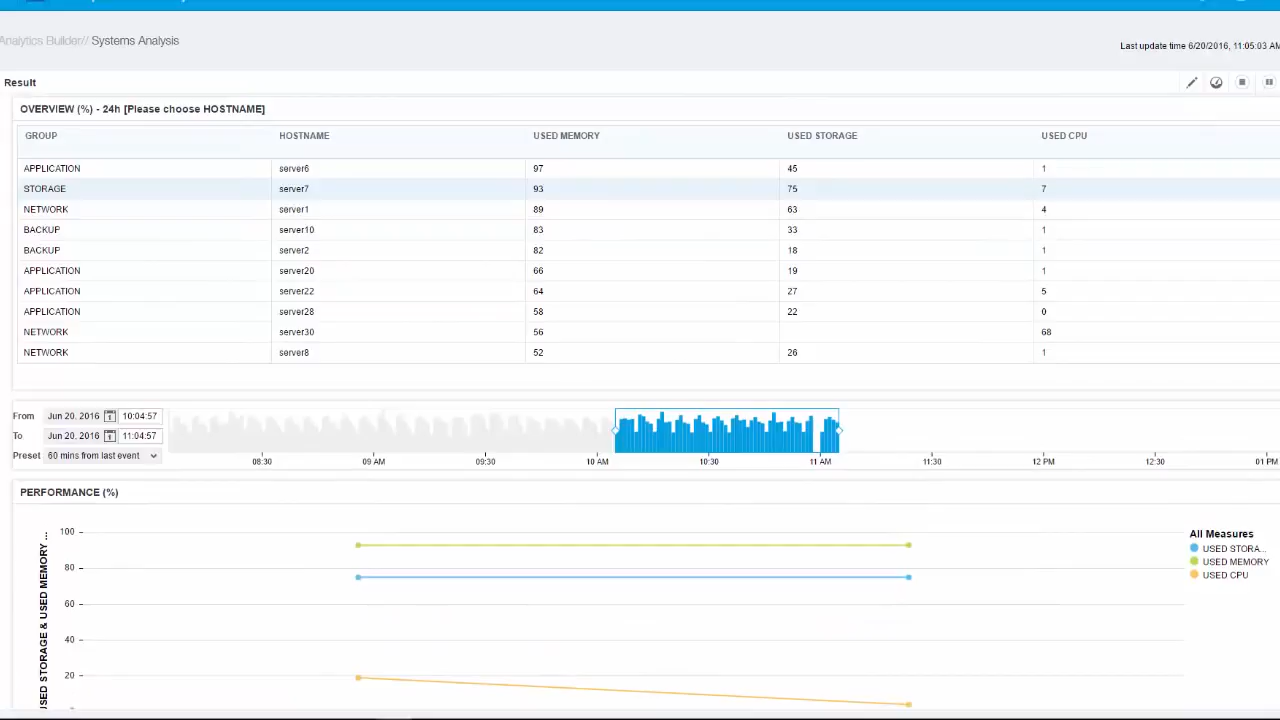 Analytics Builder// Systems Analysis
Last update time 6/20/2016, 11:05:03 AM
Result
OVERVIEW (%) - 24h [Please choose HOSTNAME]
GROUP HOSTNAME USED MEMORY USED STORAGE USED CPU
APPLICATION server6 97 45 1
STORAGE server7 93 75 7
NETWORK server1 89 63 4
BACKUP server10 83 33 1
BACKUP server2 82 18 1
APPLICATION server20 66 19 1
APPLICATION server22 64 27 5
APPLICATION server28 58 22 0
NETWORK server30 56 68
NETWORK server8 52 26 1
From Jun 20, 2016 10:04:57
To Jun 20, 2016 11:04:57
Preset 60 mins from last event
08:30 09 AM 09:30 10 AM 10:30 11 AM 11:30 12 PM 12:30 01 PM
PERFORMANCE (%)
USED STORAGE & USED MEMORY ...
100
80
60
40
20
All Measures
USED STORA...
USED MEMORY
USED CPU